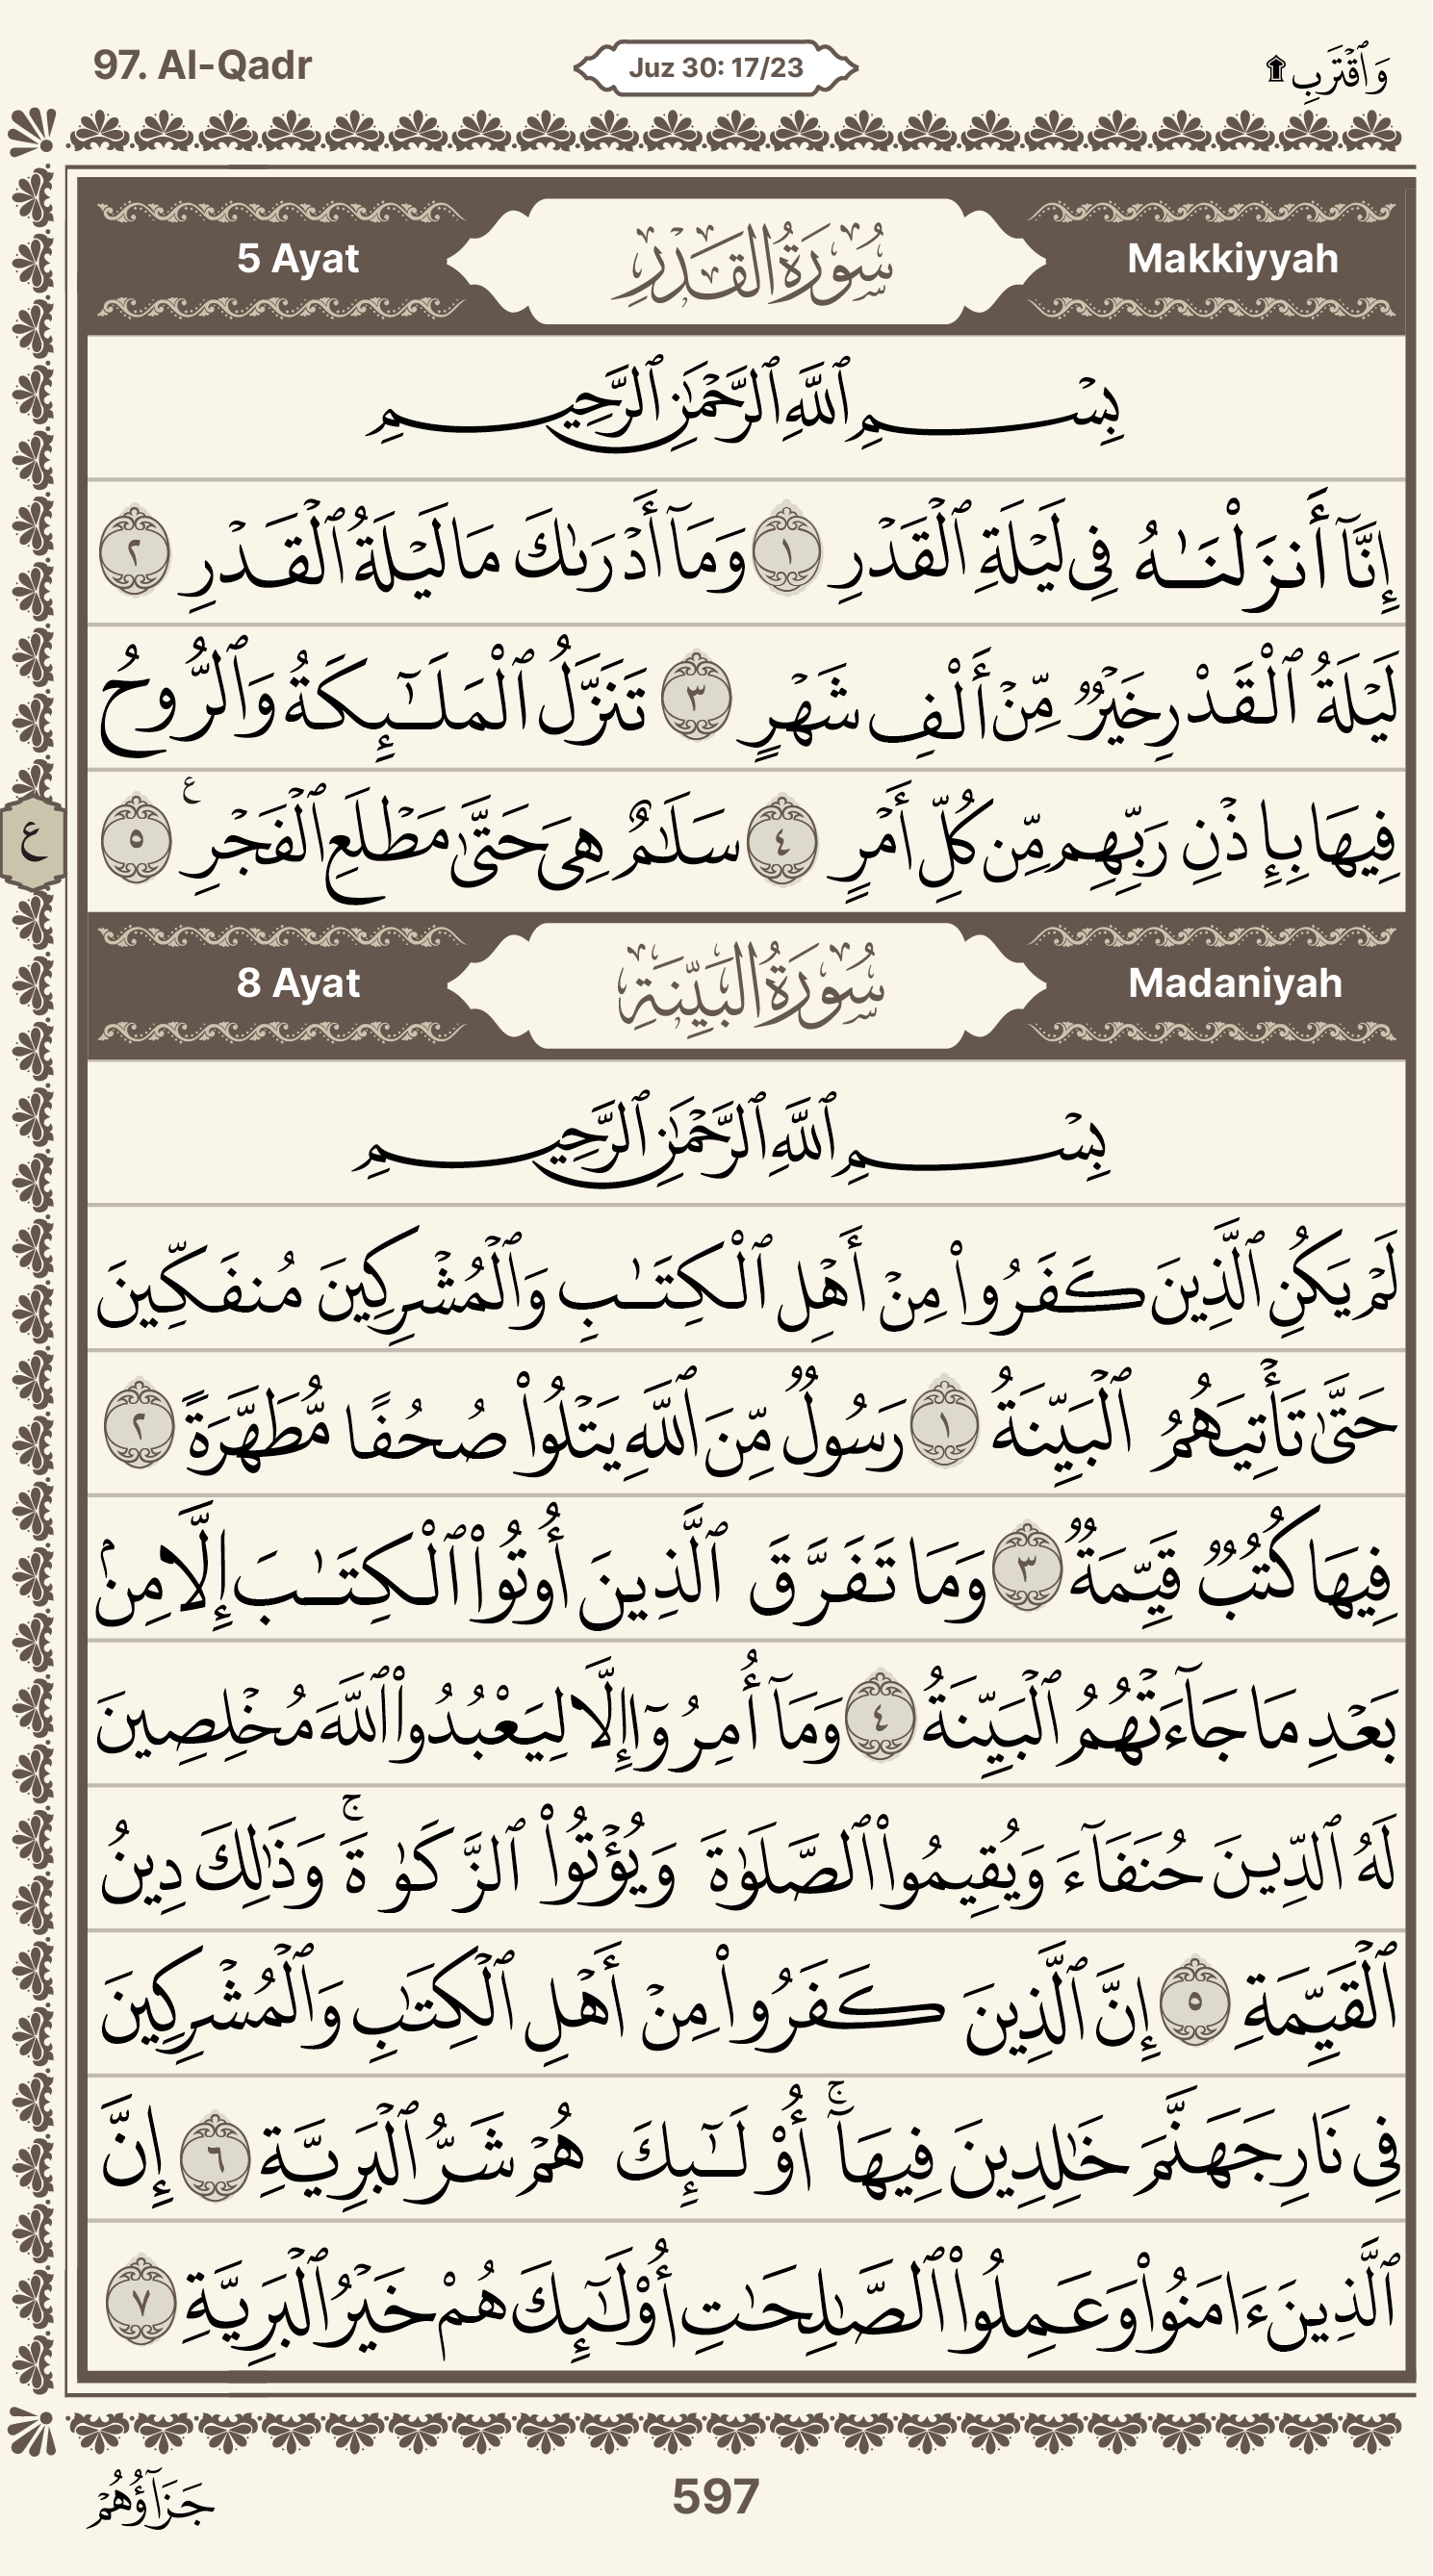 97. Al-Qadr
Juz 30: 17/23
وَٱقْتَرِب ۩
5 Ayat
سُورَةُ القَدْرِ
Makkiyyah
بِسْمِ ٱللَّهِ ٱلرَّحْمَٰنِ ٱلرَّحِيمِ
إِنَّآ أَنزَلْنَـٰهُ فِى لَيْلَةِ ٱلْقَدْرِ ١ وَمَآ أَدْرَىٰكَ مَا لَيْلَةُ ٱلْقَدْرِ ٢
لَيْلَةُ ٱلْقَدْرِ خَيْرٌ مِّنْ أَلْفِ شَهْرٍ ٣ تَنَزَّلُ ٱلْمَلَـٰٓئِكَةُ وَٱلرُّوحُ
فِيهَا بِإِذْنِ رَبِّهِم مِّن كُلِّ أَمْرٍ ٤ سَلَـٰمٌ هِىَ حَتَّىٰ مَطْلَعِ ٱلْفَجْرِ ۧ ٥
ع
8 Ayat
سُورَةُ البَيِّنَةِ
Madaniyah
بِسْمِ ٱللَّهِ ٱلرَّحْمَٰنِ ٱلرَّحِيمِ
لَمْ يَكُنِ ٱلَّذِينَ كَفَرُوا۟ مِنْ أَهْلِ ٱلْكِتَـٰبِ وَٱلْمُشْرِكِينَ مُنفَكِّينَ
حَتَّىٰ تَأْتِيَهُمُ ٱلْبَيِّنَةُ ١ رَسُولٌ مِّنَ ٱللَّهِ يَتْلُوا۟ صُحُفًا مُّطَهَّرَةً ٢
فِيهَا كُتُبٌ قَيِّمَةٌ ٣ وَمَا تَفَرَّقَ ٱلَّذِينَ أُوتُوا۟ ٱلْكِتَـٰبَ إِلَّا مِنۢ
بَعْدِ مَا جَآءَتْهُمُ ٱلْبَيِّنَةُ ٤ وَمَآ أُمِرُوٓا۟ إِلَّا لِيَعْبُدُوا۟ ٱللَّهَ مُخْلِصِينَ
لَهُ ٱلدِّينَ حُنَفَآءَ وَيُقِيمُوا۟ ٱلصَّلَوٰةَ وَيُؤْتُوا۟ ٱلزَّكَوٰةَ ۚ وَذَٰلِكَ دِينُ
ٱلْقَيِّمَةِ ٥ إِنَّ ٱلَّذِينَ كَفَرُوا۟ مِنْ أَهْلِ ٱلْكِتَـٰبِ وَٱلْمُشْرِكِينَ
فِى نَارِ جَهَنَّمَ خَـٰلِدِينَ فِيهَآ ۚ أُو۟لَـٰٓئِكَ هُمْ شَرُّ ٱلْبَرِيَّةِ ٦ إِنَّ
ٱلَّذِينَ ءَامَنُوا۟ وَعَمِلُوا۟ ٱلصَّـٰلِحَـٰتِ أُو۟لَـٰٓئِكَ هُمْ خَيْرُ ٱلْبَرِيَّةِ ٧
جَزَآؤُهُمْ
597